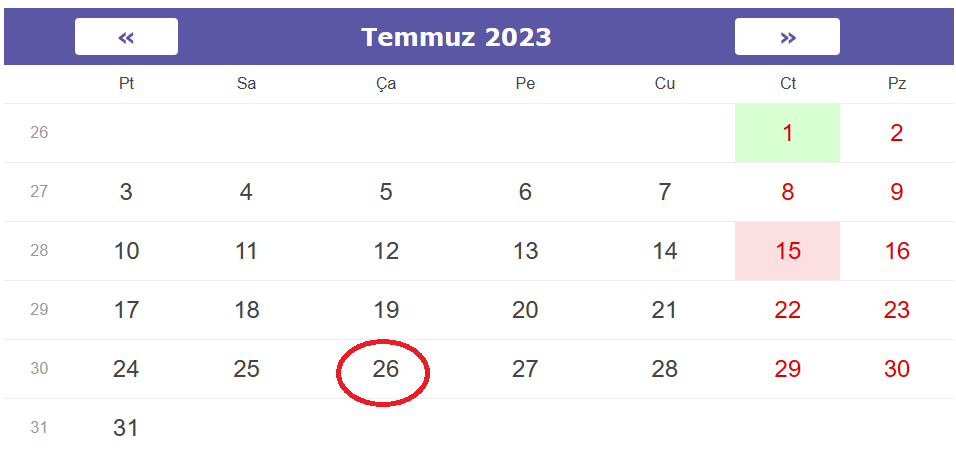 « Temmuz 2023 »
Pt Sa Ça Pe Cu Ct Pz
26 1 2
27 3 4 5 6 7 8 9
28 10 11 12 13 14 15 16
29 17 18 19 20 21 22 23
30 24 25 26 27 28 29 30
31 31